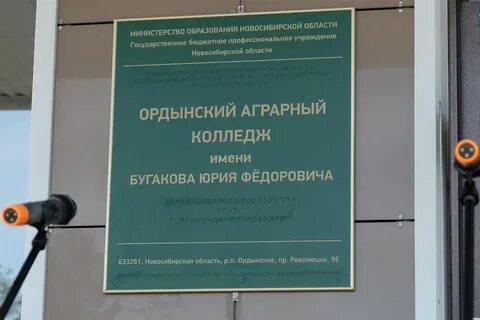 МИНИСТЕРСТВО ОБРАЗОВАНИЯ НОВОСИБИРСКОЙ ОБЛАСТИ
Государственное бюджетное профессиональное учреждение
Новосибирской области
ОРДЫНСКИЙ АГРАРНЫЙ
КОЛЛЕДЖ
имени
БУГАКОВА ЮРИЯ ФЁДОРОВИЧА
633261, Новосибирская область, р.п. Ордынское, пр. Революции, 96